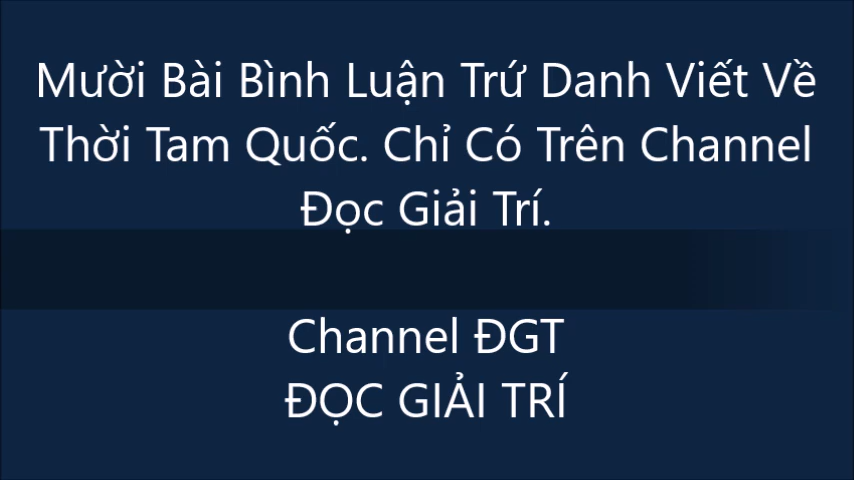 Mười Bài Bình Luận Trứ Danh Viết Về
Thời Tam Quốc. Chỉ Có Trên Channel
Đọc Giải Trí.
Channel ĐGT
ĐỌC GIẢI TRÍ